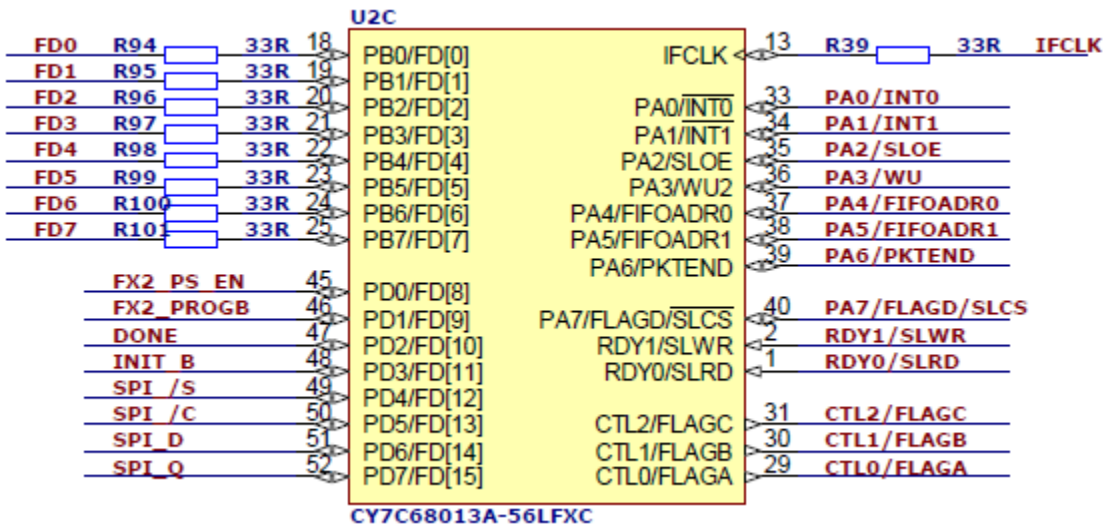 U2C
FD0 R94 33R 18 PB0/FD[0] IFCLK 13 R39 33R IFCLK
FD1 R95 33R 19 PB1/FD[1]
FD2 R96 33R 20 PB2/FD[2] PA0/INT0 33 PA0/INT0
FD3 R97 33R 21 PB3/FD[3] PA1/INT1 34 PA1/INT1
FD4 R98 33R 22 PB4/FD[4] PA2/SLOE 35 PA2/SLOE
FD5 R99 33R 23 PB5/FD[5] PA3/WU2 36 PA3/WU
FD6 R100 33R 24 PB6/FD[6] PA4/FIFOADR0 37 PA4/FIFOADR0
FD7 R101 33R 25 PB7/FD[7] PA5/FIFOADR1 38 PA5/FIFOADR1
PA6/PKTEND 39 PA6/PKTEND
FX2_PS_EN 45 PD0/FD[8]
FX2_PROGB 46 PD1/FD[9] PA7/FLAGD/SLCS 40 PA7/FLAGD/SLCS
DONE 47 PD2/FD[10] RDY1/SLWR 2 RDY1/SLWR
INIT_B 48 PD3/FD[11] RDY0/SLRD 1 RDY0/SLRD
SPI_/S 49 PD4/FD[12]
SPI_/C 50 PD5/FD[13] CTL2/FLAGC 31 CTL2/FLAGC
SPI_D 51 PD6/FD[14] CTL1/FLAGB 30 CTL1/FLAGB
SPI_Q 52 PD7/FD[15] CTL0/FLAGA 29 CTL0/FLAGA
CY7C68013A-56LFXC